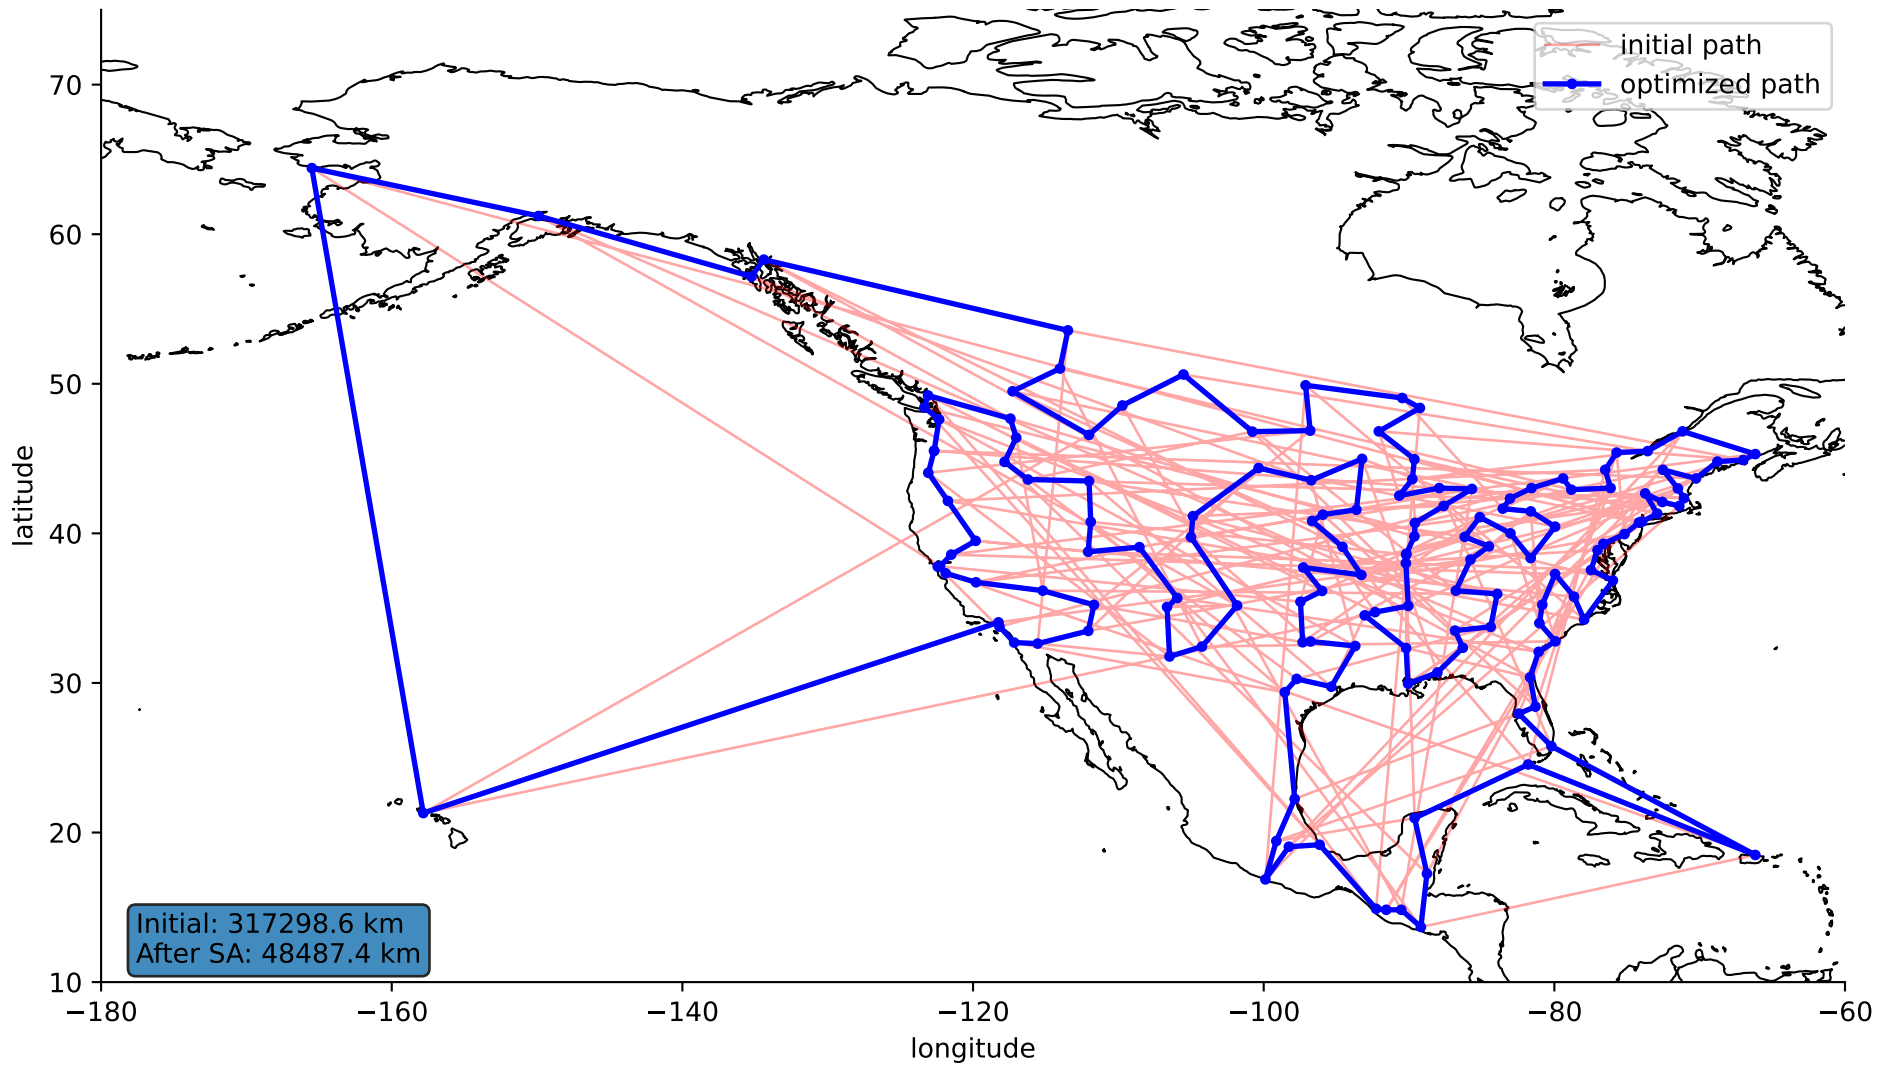 initial path
optimized path
70
60
50
40
30
20
10
latitude
Initial: 317298.6 km
After SA: 48487.4 km
−180
−160
−140
−120
−100
−80
−60
longitude